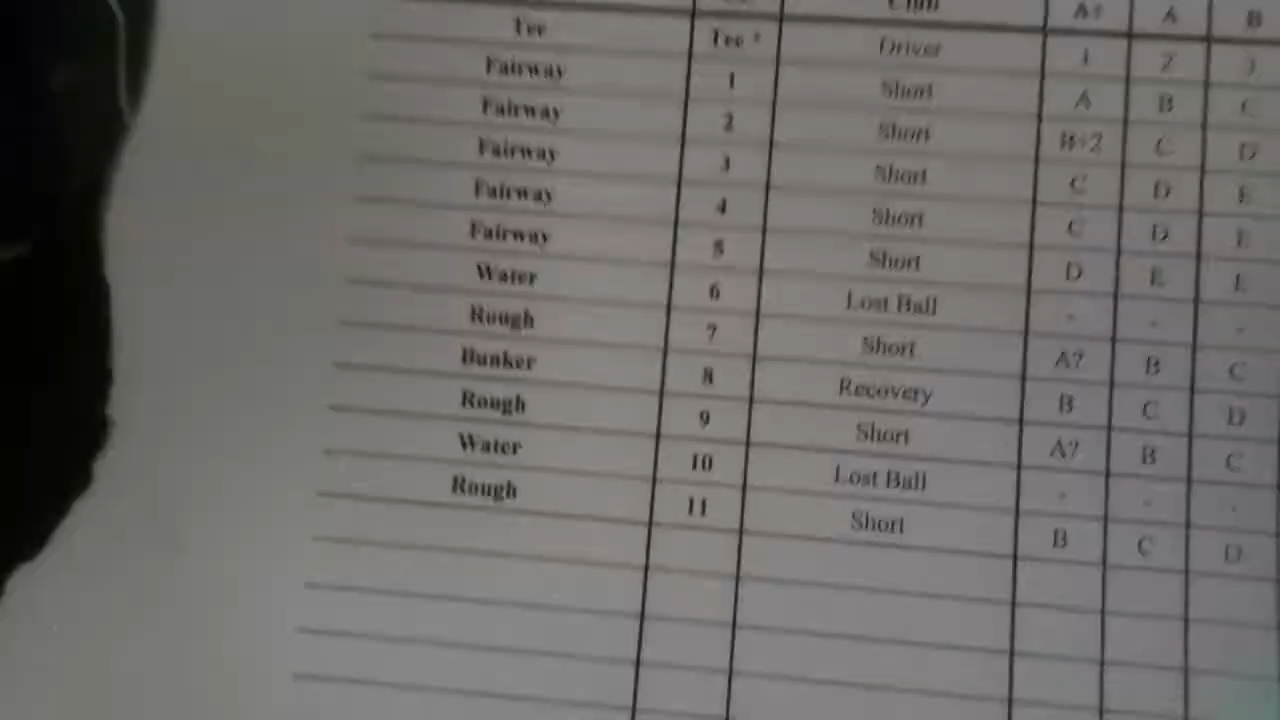 Club A+ A B
Tee Tee * Driver 1 2 3
Fairway 1 Short A B C
Fairway 2 Short B+2 C D
Fairway 3 Short C D E
Fairway 4 Short C D E
Fairway 5 Short D E E
Water 6 Lost Ball - - -
Rough 7 Short A? B C
Bunker 8 Recovery B C D
Rough 9 Short A? B C
Water 10 Lost Ball - - -
Rough 11 Short B C D